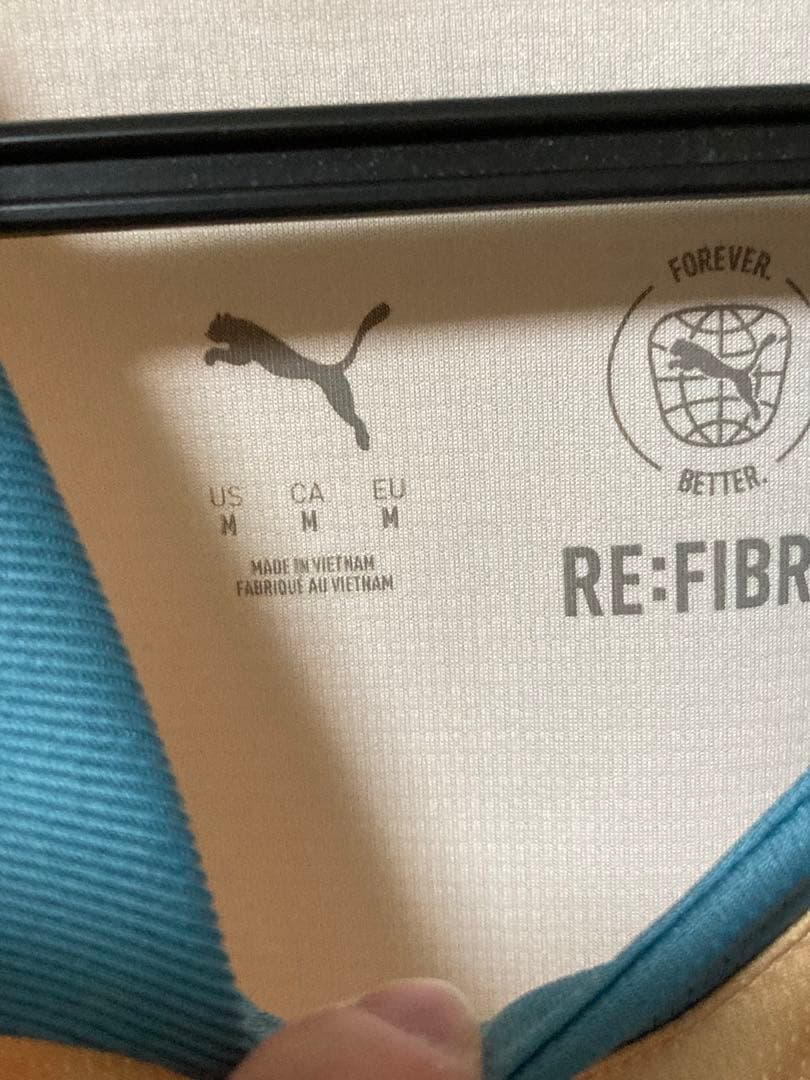 US CA EU
M M M
MADE IN VIETNAM
FABRIQUÉ AU VIETNAM
FOREVER.
BETTER.
RE:FIBR